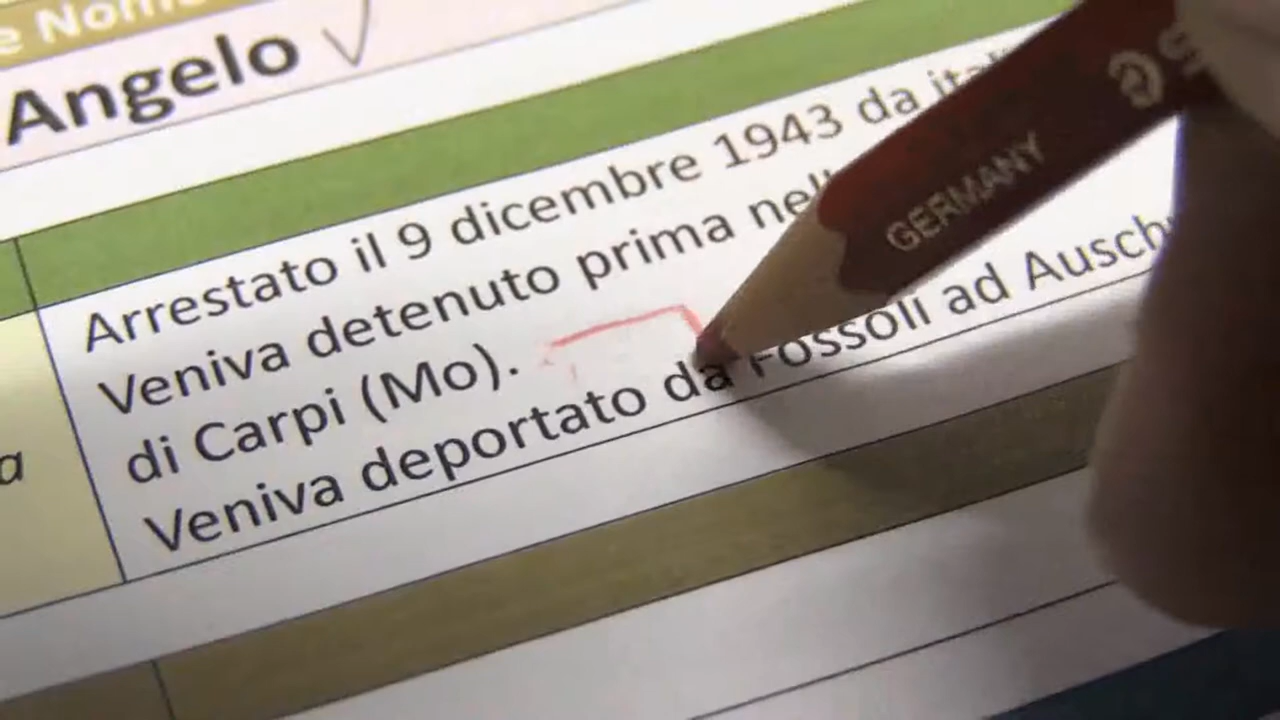 e Nome
Angelo
Arrestato il 9 dicembre 1943 da
Veniva detenuto prima
di Carpi (Mo).
Veniva deportato da Fossoli ad
a
GERMANY